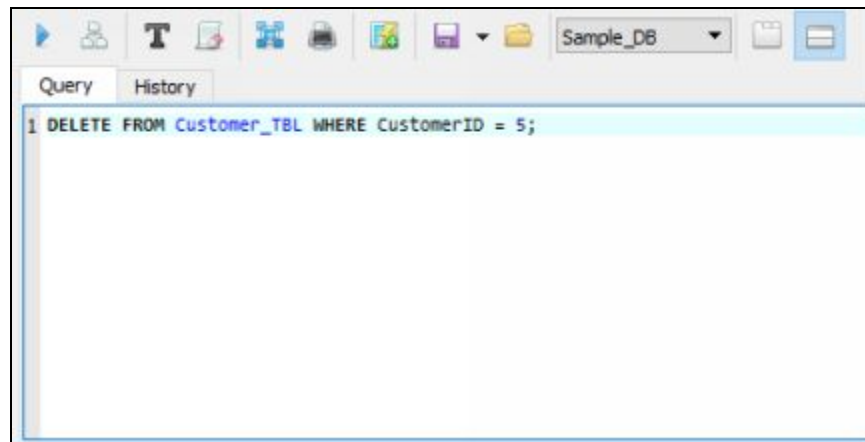 T
Sample_DB
Query History
1 DELETE FROM Customer_TBL WHERE CustomerID = 5;